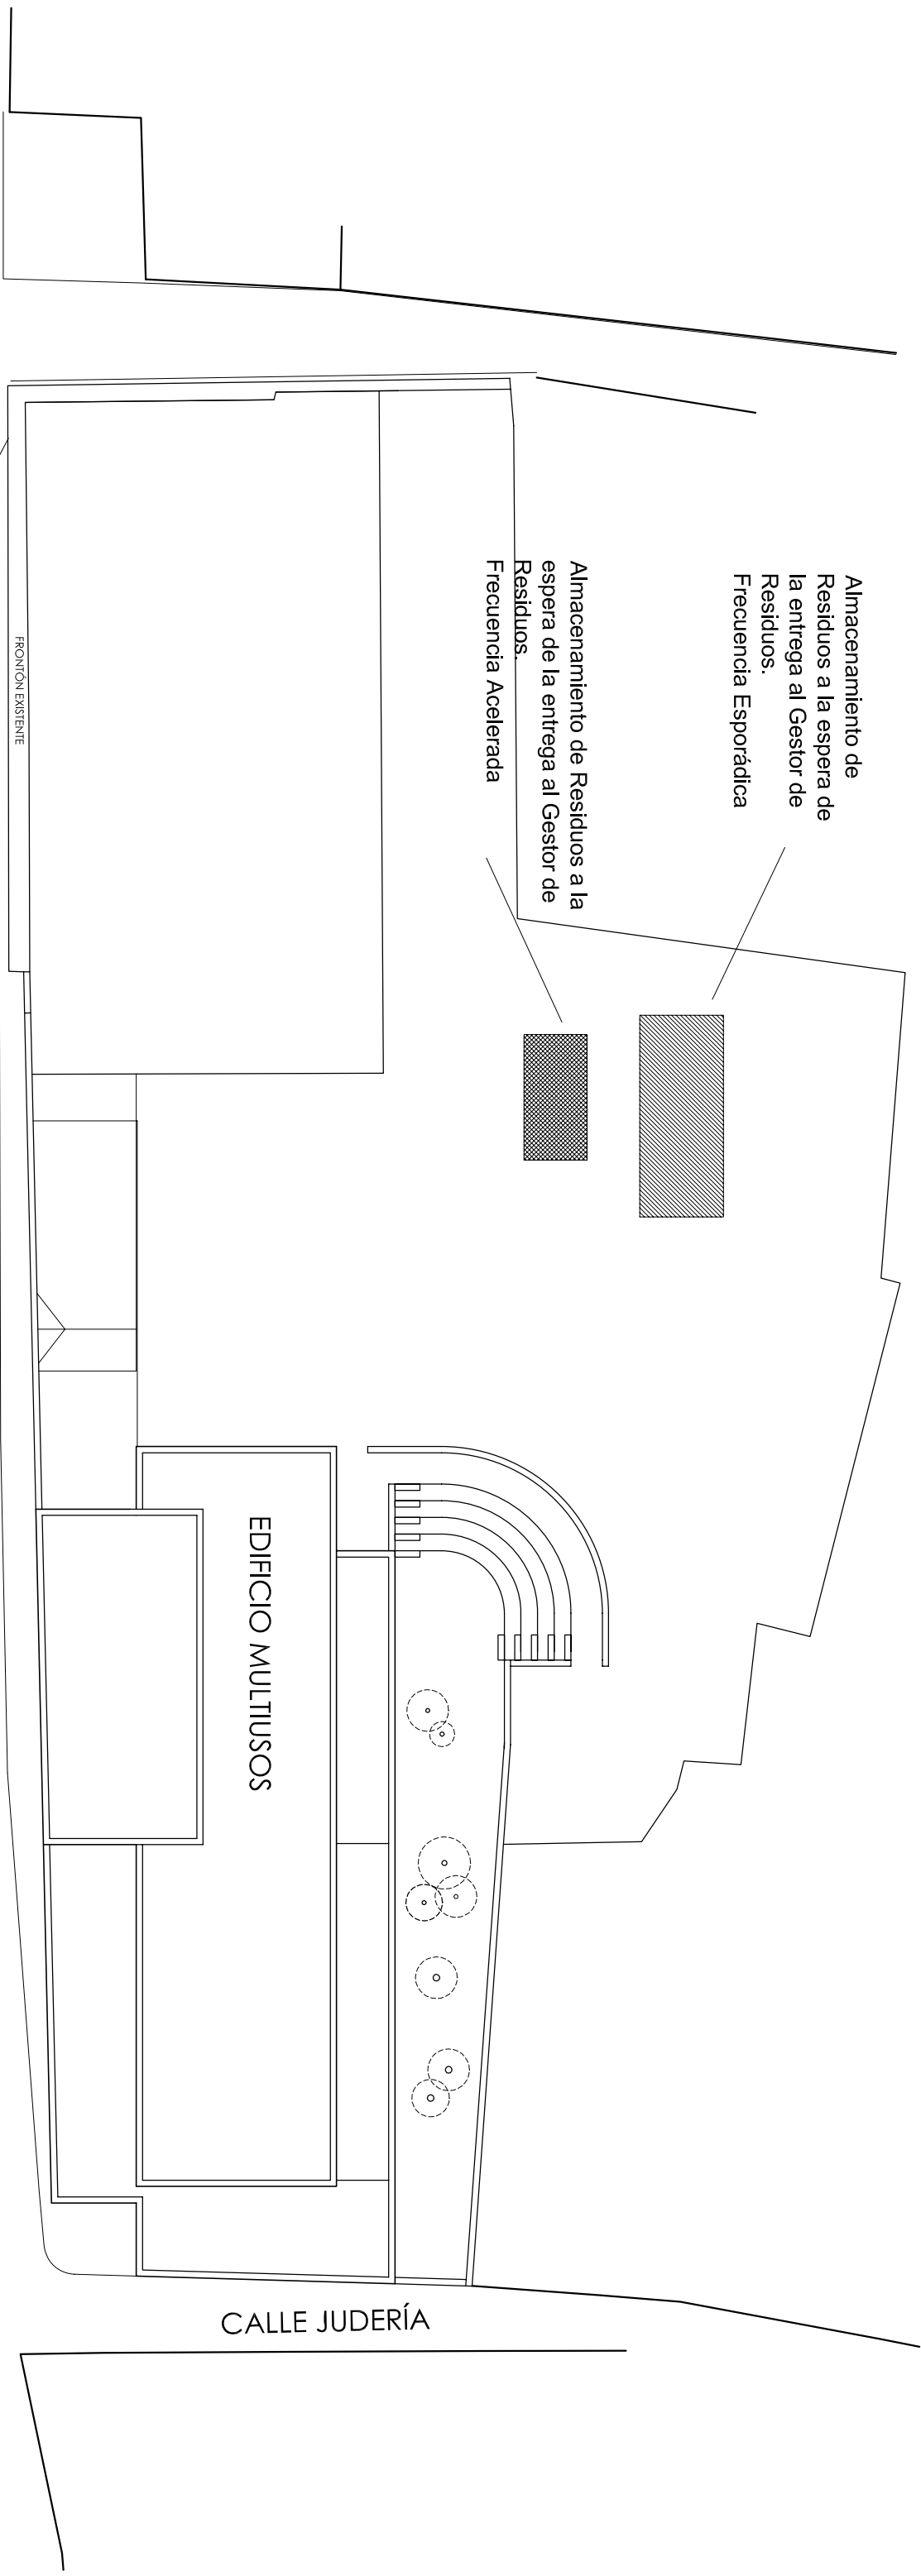 Almacenamiento de
Residuos a la espera de
la entrega al Gestor de
Residuos.
Frecuencia Esporádica
Almacenamiento de Residuos a la
espera de la entrega al Gestor de
Residuos.
Frecuencia Acelerada
FRONTÓN EXISTENTE
EDIFICIO MULTIUSOS
CALLE JUDERÍA